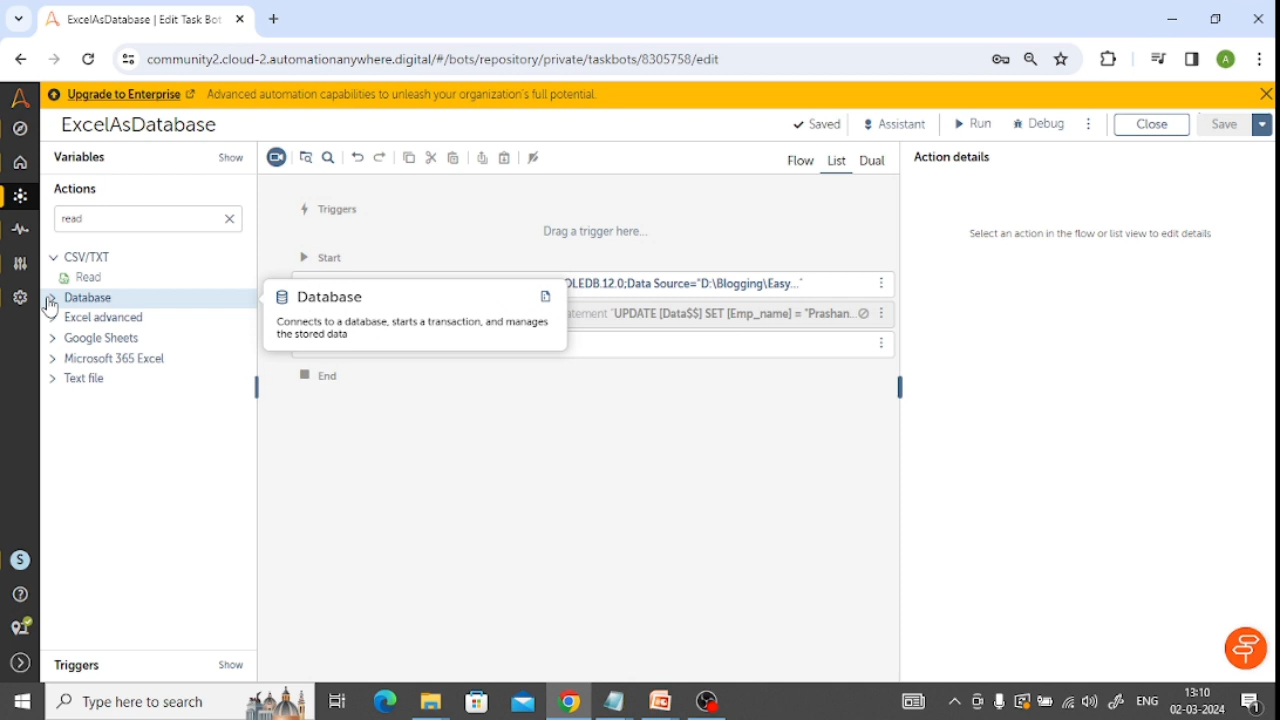 ExcelAsDatabase | Edit Task Bot
community2.cloud-2.automationanywhere.digital/#/bots/repository/private/taskbots/8305758/edit
A
Upgrade to Enterprise Advanced automation capabilities to unleash your organization's full potential.
ExcelAsDatabase
Saved
Assistant
Run
Debug
Close
Save
Variables
Show
Flow
List
Dual
Action details
Actions
read
Triggers
Drag a trigger here...
Select an action in the flow or list view to edit details
CSV/TXT
Start
Read
OLEDB.12.0;Data Source="D:\Blogging\Easy..."
Database
Database
Excel advanced
Connects to a database, starts a transaction, and manages
the stored data
atement "UPDATE [Data$$] SET [Emp_name] = "Prashan...
Google Sheets
Microsoft 365 Excel
Text file
End
S
Triggers
Show
Type here to search
ENG
13:10
02-03-2024
1